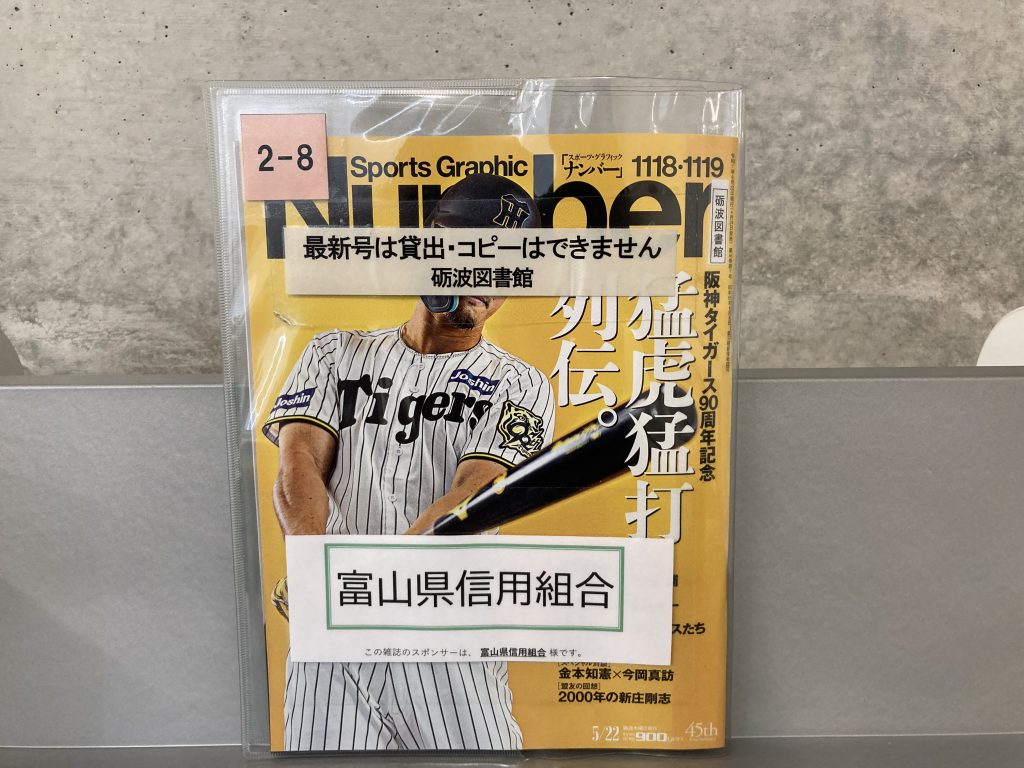 2-8
Sports Graphic
「スポーツ・グラフィック
ナンバー」
1118・1119
Number
砺波図書館
最新号は貸出・コピーはできません
砺波図書館
阪神タイガース90周年記念
猛虎猛打
列伝。
Joshin
Joshin
Tigers
富山県信用組合
この雑誌のスポンサーは、 富山県信用組合 様です。
スたち
金本知憲×今岡真訪
[盟友の回想]
2000年の新庄剛志
5/22
900
45th